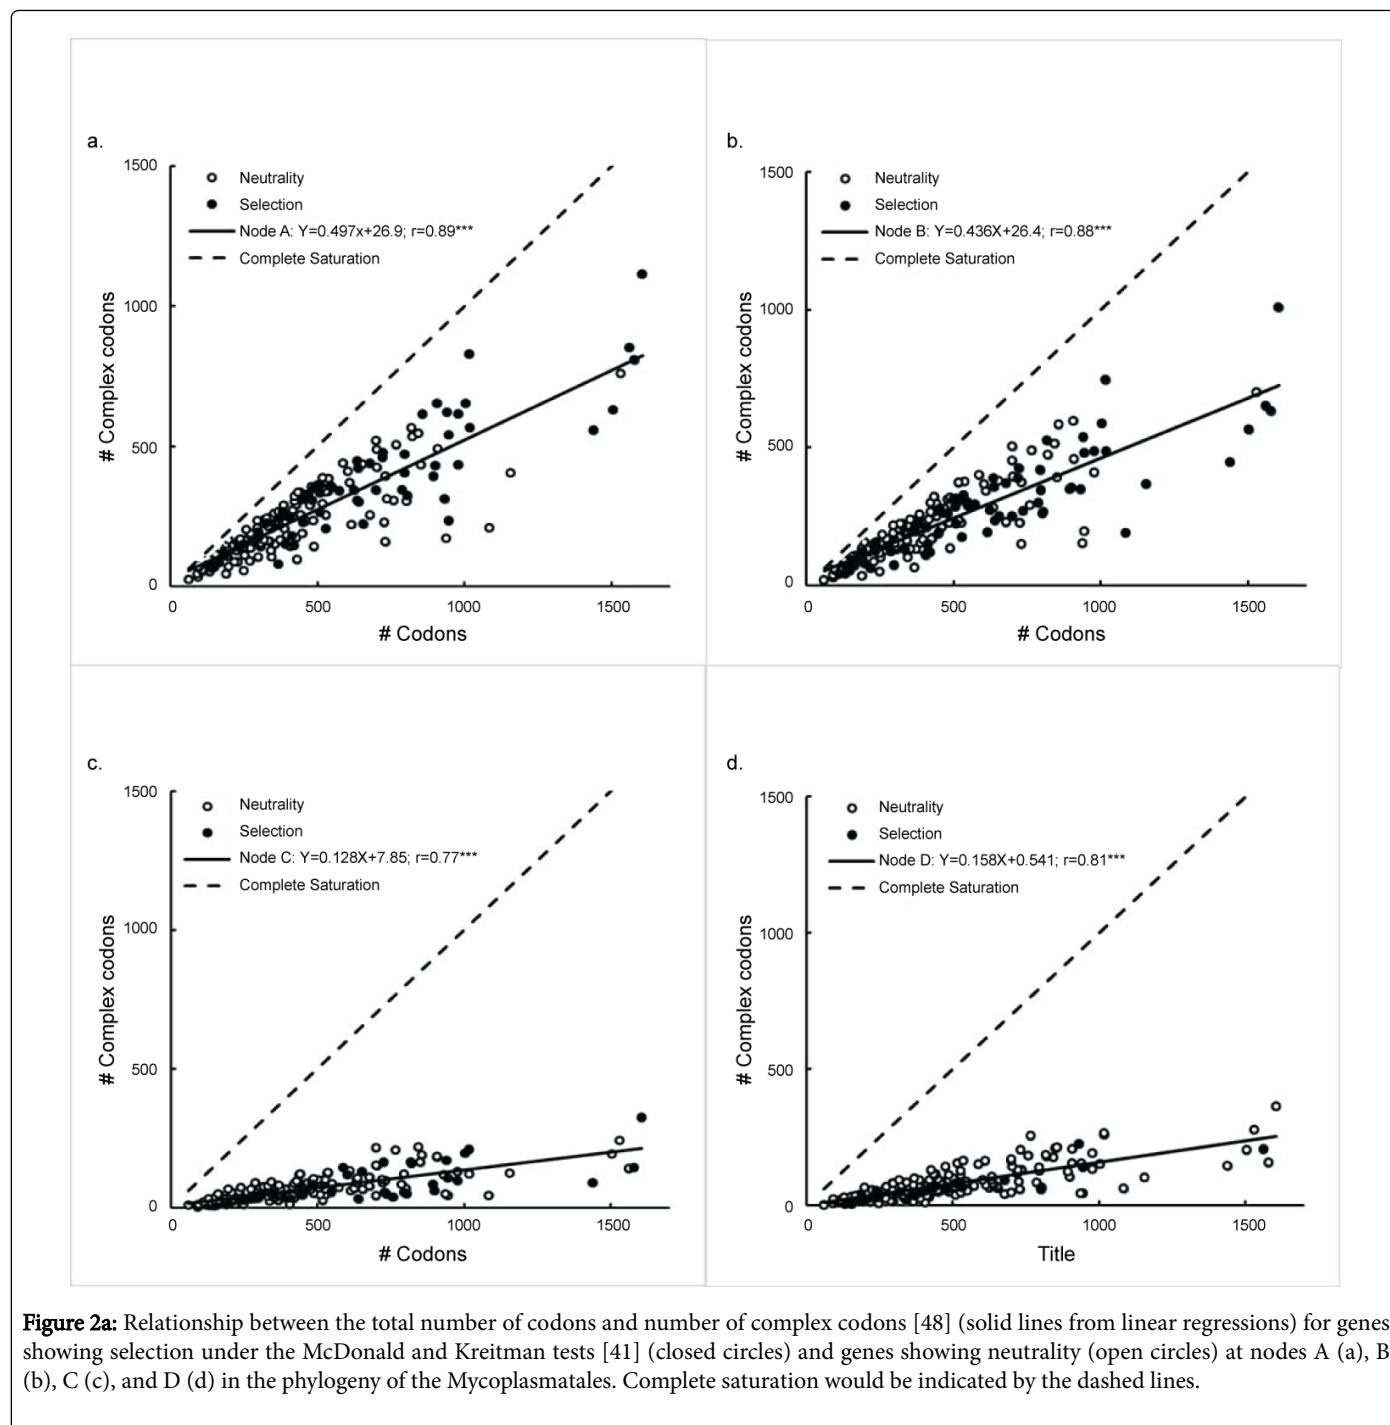 a.
1500
1000
500
0
0
500
1000
1500
# Complex codons
# Codons
Neutrality
Selection
Node A: Y=0.497x+26.9; r=0.89***
Complete Saturation
b.
1500
1000
500
0
0
500
1000
1500
# Complex codons
# Codons
Neutrality
Selection
Node B: Y=0.436X+26.4; r=0.88***
Complete Saturation
c.
1500
1000
500
0
0
500
1000
1500
# Complex codons
# Codons
Neutrality
Selection
Node C: Y=0.128X+7.85; r=0.77***
Complete Saturation
d.
1500
1000
500
0
0
500
1000
1500
# Complex codons
Title
Neutrality
Selection
Node D: Y=0.158X+0.541; r=0.81***
Complete Saturation
Figure 2a: Relationship between the total number of codons and number of complex codons [48] (solid lines from linear regressions) for genes
showing selection under the McDonald and Kreitman tests [41] (closed circles) and genes showing neutrality (open circles) at nodes A (a), B
(b), C (c), and D (d) in the phylogeny of the Mycoplasmatales. Complete saturation would be indicated by the dashed lines.